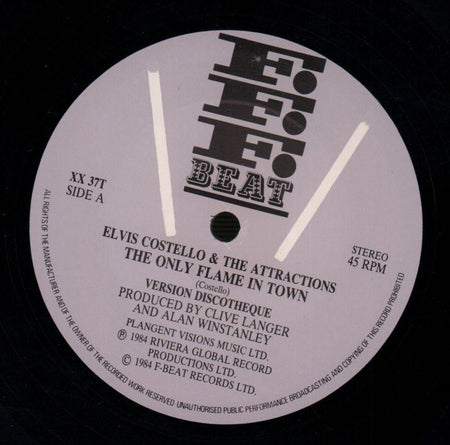 F.
F.
F.
BEAT
XX 37T
SIDE A
STEREO
45 RPM
ELVIS COSTELLO & THE ATTRACTIONS
THE ONLY FLAME IN TOWN
(Costello)
VERSION DISCOTHEQUE
PRODUCED BY CLIVE LANGER
AND ALAN WINSTANLEY
PLANGENT VISIONS MUSIC LTD.
℗ 1984 RIVIERA GLOBAL RECORD
PRODUCTIONS LTD.
© 1984 F-BEAT RECORDS LTD.
ALL RIGHTS OF THE MANUFACTURER AND OF THE OWNER OF THE RECORDED WORK RESERVED. UNAUTHORISED PUBLIC PERFORMANCE BROADCASTING AND COPYING OF THIS RECORD PROHIBITED